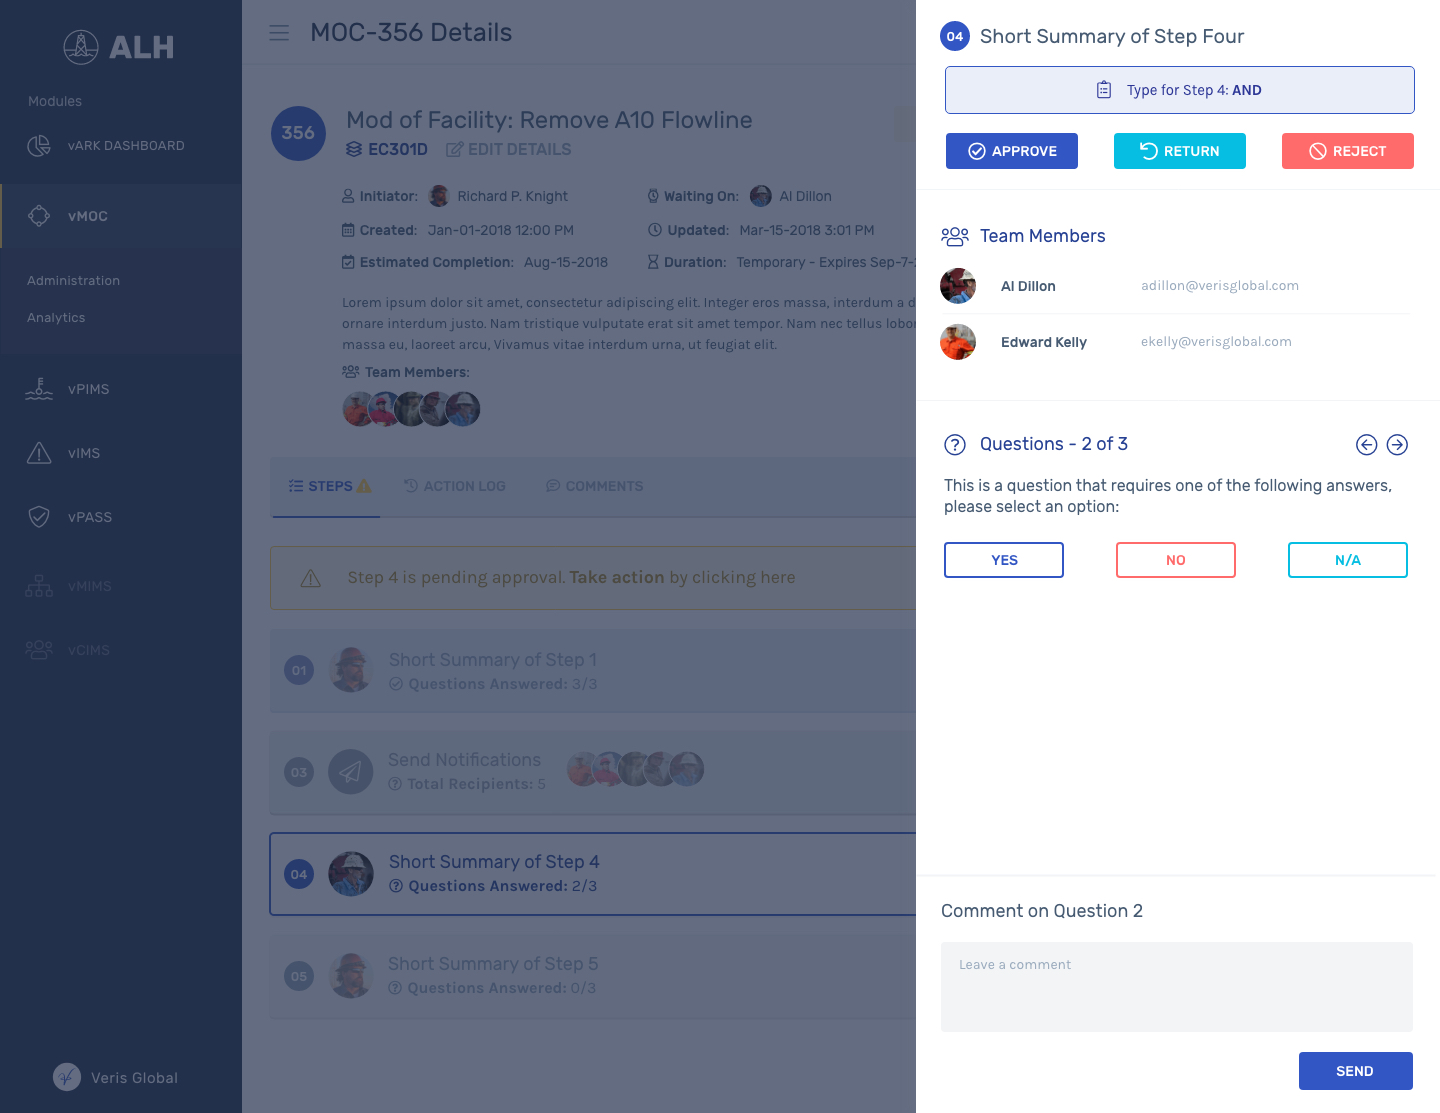 ALH
Modules
vARK DASHBOARD
vMOC
Administration
Analytics
vPIMS
vIMS
vPASS
vMIMS
vCIMS
Veris Global
MOC-356 Details
356
Mod of Facility: Remove A10 Flowline
EC301D EDIT DETAILS
Initiator: Richard P. Knight Waiting On: Al Dillon
Created: Jan-01-2018 12:00 PM Updated: Mar-15-2018 3:01 PM
Estimated Completion: Aug-15-2018 Duration: Temporary - Expires Sep-7-2
Lorem ipsum dolor sit amet, consectetur adipiscing elit. Integer eros massa, interdum a d
ornare interdum justo. Nam tristique vulputate erat sit amet tempor. Nam nec tellus lobor
massa eu, laoreet arcu, Vivamus vitae interdum urna, ut feugiat elit.
Team Members:
STEPS ACTION LOG COMMENTS
Step 4 is pending approval. Take action by clicking here
01 Short Summary of Step 1
Questions Answered: 3/3
03 Send Notifications
Total Recipients: 5
04 Short Summary of Step 4
Questions Answered: 2/3
05 Short Summary of Step 5
Questions Answered: 0/3
04 Short Summary of Step Four
Type for Step 4: AND
APPROVE RETURN REJECT
Team Members
Al Dillon adillon@verisglobal.com
Edward Kelly ekelly@verisglobal.com
Questions - 2 of 3
This is a question that requires one of the following answers,
please select an option:
YES NO N/A
Comment on Question 2
Leave a comment
SEND